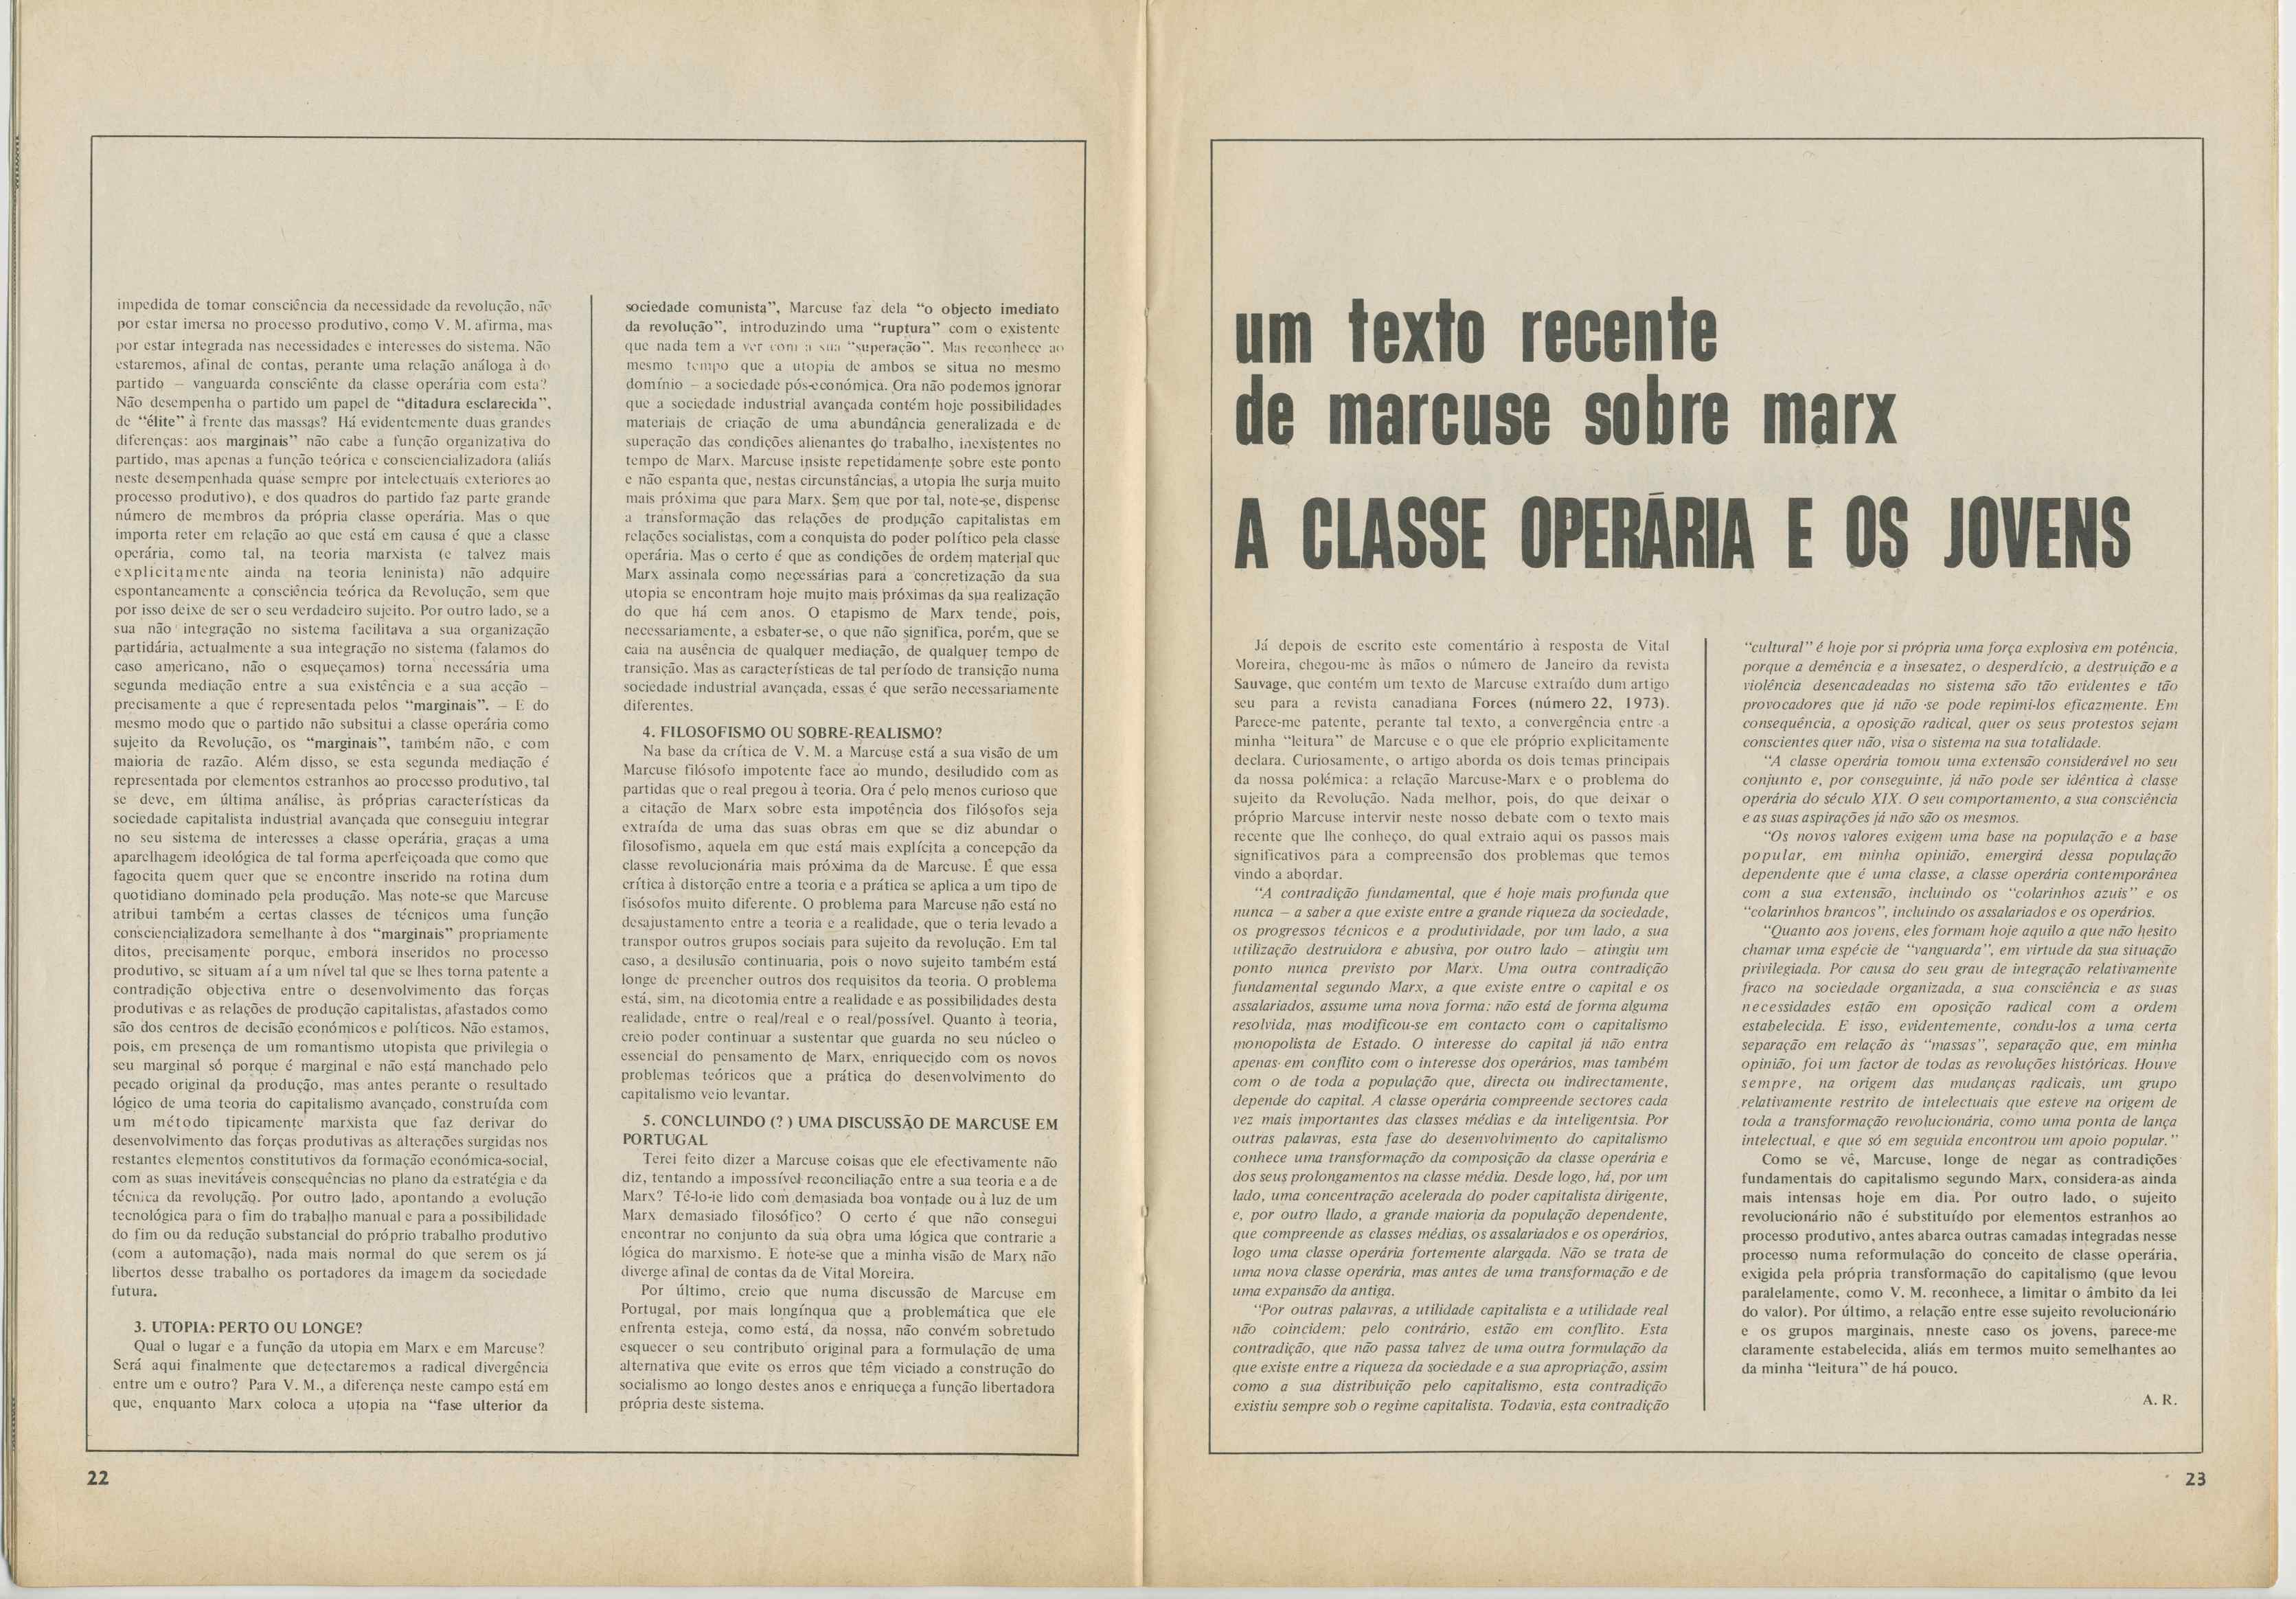 impedida de tomar consciência da necessidade da revolução, não
por estar imersa no processo produtivo, como V. M. afirma, mas
por estar integrada nas necessidades e interesses do sistema. Não
estaremos, afinal de contas, perante uma relação análoga à do
partido — vanguarda consciente da classe operária com esta?
Não desempenha o partido um papel de “ditadura esclarecida”,
de “élite” à frente das massas? Há evidentemente duas grandes
diferenças: aos marginais” não cabe a função organizativa do
partido, mas apenas a função teórica e consciencializadora (aliás
neste desempenhada quase sempre por intelectuais exteriores ao
processo produtivo), e dos quadros do partido faz parte grande
número de membros da própria classe operária. Mas o que
importa reter em relação ao que está em causa é que a classe
operária, como tal, na teoria marxista (e talvez mais
explicitamente ainda na teoria leninista) não adquire
espontaneamente a consciência teórica da Revolução, sem que
por isso deixe de ser o seu verdadeiro sujeito. Por outro lado, se a
sua não integração no sistema facilitava a sua organização
partidária, actualmente a sua integração no sistema (falamos do
caso americano, não o esqueçamos) torna necessária uma
segunda mediação entre a sua existência e a sua acção —
precisamente a que é representada pelos “marginais”. — E do
mesmo modo que o partido não subsitui a classe operária como
sujeito da Revolução, os “marginais”, também não, e com
maioria de razão. Além disso, se esta segunda mediação é
representada por elementos estranhos ao processo produtivo, tal
se deve, em última análise, às próprias características da
sociedade capitalista industrial avançada que conseguiu integrar
no seu sistema de interesses a classe operária, graças a uma
aparelhagem ideológica de tal forma aperfeiçoada que como que
fagocita quem quer que se encontre inserido na rotina dum
quotidiano dominado pela produção. Mas note-se que Marcuse
atribui também a certas classes de técnicos uma função
consciencializadora semelhante à dos “marginais” propriamente
ditos, precisamente porque, embora inseridos no processo
produtivo, se situam aí a um nível tal que se lhes torna patente a
contradição objectiva entre o desenvolvimento das forças
produtivas e as relações de produção capitalistas, afastados como
são dos centros de decisão económicos e políticos. Não estamos,
pois, em presença de um romantismo utopista que privilegia o
seu marginal só porque é marginal e não está manchado pelo
pecado original da produção, mas antes perante o resultado
lógico de uma teoria do capitalismo avançado, construída com
um método tipicamente marxista que faz derivar do
desenvolvimento das forças produtivas as alterações surgidas nos
restantes elementos constitutivos da formação económica-social,
com as suas inevitáveis consequências no plano da estratégia e da
técnica da revolução. Por outro lado, apontando a evolução
tecnológica para o fim do trabalho manual e para a possibilidade
do fim ou da redução substancial do próprio trabalho produtivo
(com a automação), nada mais normal do que serem os já
libertos desse trabalho os portadores da imagem da sociedade
futura.
3. UTOPIA: PERTO OU LONGE?
Qual o lugar e a função da utopia em Marx e em Marcuse?
Será aqui finalmente que detectaremos a radical divergência
entre um e outro? Para V. M., a diferença neste campo está em
que, enquanto Marx coloca a utopia na “fase ulterior da
sociedade comunista”, Marcuse faz dela “o objecto imediato
da revolução”, introduzindo uma “ruptura” com o existente
que nada tem a ver com a sua “superação”. Mas reconhece ao
mesmo tempo que a utopia de ambos se situa no mesmo
domínio — a sociedade pós-económica. Ora não podemos ignorar
que a sociedade industrial avançada contém hoje possibilidades
materiais de criação de uma abundância generalizada e de
superação das condições alienantes do trabalho, inexistentes no
tempo de Marx. Marcuse insiste repetidamente sobre este ponto
e não espanta que, nestas circunstâncias, a utopia lhe surja muito
mais próxima que para Marx. Sem que por tal, note-se, dispense
a transformação das relações de produção capitalistas em
relações socialistas, com a conquista do poder político pela classe
operária. Mas o certo é que as condições de ordem material que
Marx assinala como necessárias para a concretização da sua
utopia se encontram hoje muito mais próximas da sua realização
do que há cem anos. O etapismo de Marx tende, pois,
necessariamente, a esbater-se, o que não significa, porém, que se
caia na ausência de qualquer mediação, de qualquer tempo de
transição. Mas as características de tal período de transição numa
sociedade industrial avançada, essas é que serão necessariamente
diferentes.
4. FILOSOFISMO OU SOBRE-REALISMO?
Na base da crítica de V. M. a Marcuse está a sua visão de um
Marcuse filósofo impotente face ao mundo, desiludido com as
partidas que o real pregou à teoria. Ora é pelo menos curioso que
a citação de Marx sobre esta impotência dos filósofos seja
extraída de uma das suas obras em que se diz abundar o
filosofismo, aquela em que está mais explícita a concepção da
classe revolucionária mais próxima da de Marcuse. É que essa
crítica à distorção entre a teoria e a prática se aplica a um tipo de
fisósofos muito diferente. O problema para Marcuse não está no
desajustamento entre a teoria e a realidade, que o teria levado a
transpor outros grupos sociais para sujeito da revolução. Em tal
caso, a desilusão continuaria, pois o novo sujeito também está
longe de preencher outros dos requisitos da teoria. O problema
está, sim, na dicotomia entre a realidade e as possibilidades desta
realidade, entre o real/real e o real/possível. Quanto à teoria,
creio poder continuar a sustentar que guarda no seu núcleo o
essencial do pensamento de Marx, enriquecido com os novos
problemas teóricos que a prática do desenvolvimento do
capitalismo veio levantar.
5. CONCLUINDO (?) UMA DISCUSSÃO DE MARCUSE EM
PORTUGAL
Terei feito dizer a Marcuse coisas que ele efectivamente não
diz, tentando a impossível reconciliação entre a sua teoria e a de
Marx? Tê-lo-ie lido com demasiada boa vontade ou à luz de um
Marx demasiado filosófico? O certo é que não consegui
encontrar no conjunto da sua obra uma lógica que contrarie a
lógica do marxismo. E note-se que a minha visão de Marx não
diverge afinal de contas da de Vital Moreira.
Por último, creio que numa discussão de Marcuse em
Portugal, por mais longínqua que a problemática que ele
enfrenta esteja, como está, da nossa, não convém sobretudo
esquecer o seu contributo original para a formulação de uma
alternativa que evite os erros que têm viciado a construção do
socialismo ao longo destes anos e enriqueça a função libertadora
própria deste sistema.
22
um texto recente
de marcuse sobre marx
A CLASSE OPERÁRIA E OS JOVENS
Já depois de escrito este comentário à resposta de Vital
Moreira, chegou-me às mãos o número de Janeiro da revista
Sauvage, que contém um texto de Marcuse extraído dum artigo
seu para a revista canadiana Forces (número 22, 1973).
Parece-me patente, perante tal texto, a convergência entre a
minha “leitura” de Marcuse e o que ele próprio explicitamente
declara. Curiosamente, o artigo aborda os dois temas principais
da nossa polémica: a relação Marcuse-Marx e o problema do
sujeito da Revolução. Nada melhor, pois, do que deixar o
próprio Marcuse intervir neste nosso debate com o texto mais
recente que lhe conheço, do qual extraio aqui os passos mais
significativos para a compreensão dos problemas que temos
vindo a abordar.
“A contradição fundamental, que é hoje mais profunda que
nunca — a saber a que existe entre a grande riqueza da sociedade,
os progressos técnicos e a produtividade, por um lado, a sua
utilização destruidora e abusiva, por outro lado — atingiu um
ponto nunca previsto por Marx. Uma outra contradição
fundamental segundo Marx, a que existe entre o capital e os
assalariados, assume uma nova forma: não está de forma alguma
resolvida, mas modificou-se em contacto com o capitalismo
monopolista de Estado. O interesse do capital já não entra
apenas em conflito com o interesse dos operários, mas também
com o de toda a população que, directa ou indirectamente,
depende do capital. A classe operária compreende sectores cada
vez mais importantes das classes médias e da inteligentsia. Por
outras palavras, esta fase do desenvolvimento do capitalismo
conhece uma transformação da composição da classe operária e
dos seus prolongamentos na classe média. Desde logo, há, por um
lado, uma concentração acelerada do poder capitalista dirigente,
e, por outro llado, a grande maioria da população dependente,
que compreende as classes médias, os assalariados e os operários,
logo uma classe operária fortemente alargada. Não se trata de
uma nova classe operária, mas antes de uma transformação e de
uma expansão da antiga.
“Por outras palavras, a utilidade capitalista e a utilidade real
não coincidem: pelo contrário, estão em conflito. Esta
contradição, que não passa talvez de uma outra formulação da
que existe entre a riqueza da sociedade e a sua apropriação, assim
como a sua distribuição pelo capitalismo, esta contradição
existiu sempre sob o regime capitalista. Todavia, esta contradição
“cultural” é hoje por si própria uma força explosiva em potência,
porque a demência e a insesatez, o desperdício, a destruição e a
violência desencadeadas no sistema são tão evidentes e tão
provocadores que já não se pode repimi-los eficazmente. Em
consequência, a oposição radical, quer os seus protestos sejam
conscientes quer não, visa o sistema na sua totalidade.
“A classe operária tomou uma extensão considerável no seu
conjunto e, por conseguinte, já não pode ser idêntica à classe
operária do século XIX. O seu comportamento, a sua consciência
e as suas aspirações já não são os mesmos.
“Os novos valores exigem uma base na população e a base
popular, em minha opinião, emergirá dessa população
dependente que é uma classe, a classe operária contemporânea
com a sua extensão, incluindo os “colarinhos azuis” e os
“colarinhos brancos”, incluindo os assalariados e os operários.
“Quanto aos jovens, eles formam hoje aquilo a que não hesito
chamar uma espécie de “vanguarda”, em virtude da sua situação
privilegiada. Por causa do seu grau de integração relativamente
fraco na sociedade organizada, a sua consciência e as suas
necessidades estão em oposição radical com a ordem
estabelecida. E isso, evidentemente, condu-los a uma certa
separação em relação às “massas”, separação que, em minha
opinião, foi um factor de todas as revoluções históricas. Houve
sempre, na origem das mudanças radicais, um grupo
relativamente restrito de intelectuais que esteve na origem de
toda a transformação revolucionária, como uma ponta de lança
intelectual, e que só em seguida encontrou um apoio popular.”
Como se vê, Marcuse, longe de negar as contradições
fundamentais do capitalismo segundo Marx, considera-as ainda
mais intensas hoje em dia. Por outro lado, o sujeito
revolucionário não é substituído por elementos estranhos ao
processo produtivo, antes abarca outras camadas integradas nesse
processo numa reformulação do conceito de classe operária,
exigida pela própria transformação do capitalismo (que levou
paralelamente, como V. M. reconhece, a limitar o âmbito da lei
do valor). Por último, a relação entre esse sujeito revolucionário
e os grupos marginais, nneste caso os jovens, parece-me
claramente estabelecida, aliás em termos muito semelhantes ao
da minha “leitura” de há pouco.
A. R.
23